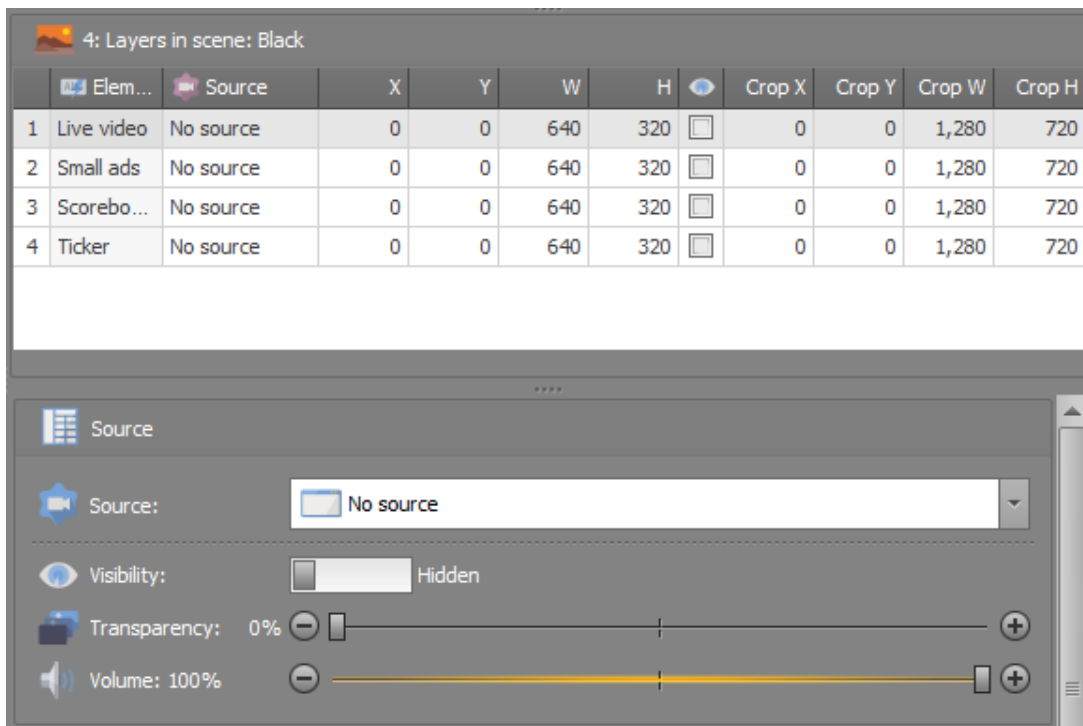 4: Layers in scene: Black
Elem... Source X Y W H Crop X Crop Y Crop W Crop H
1 Live video No source 0 0 640 320 0 0 1,280 720
2 Small ads No source 0 0 640 320 0 0 1,280 720
3 Scorebo... No source 0 0 640 320 0 0 1,280 720
4 Ticker No source 0 0 640 320 0 0 1,280 720
Source
Source: No source
Visibility: Hidden
Transparency: 0%
Volume: 100%